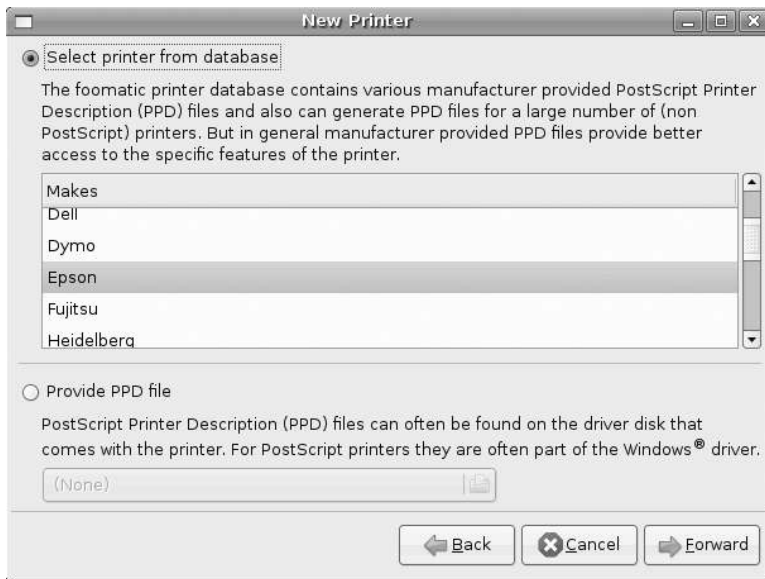 New Printer
Select printer from database
The foomatic printer database contains various manufacturer provided PostScript Printer
Description (PPD) files and also can generate PPD files for a large number of (non
PostScript) printers. But in general manufacturer provided PPD files provide better
access to the specific features of the printer.
Makes
Dell
Dymo
Epson
Fujitsu
Heidelberg
Provide PPD file
PostScript Printer Description (PPD) files can often be found on the driver disk that
comes with the printer. For PostScript printers they are often part of the Windows® driver.
(None)
Back
Cancel
Forward